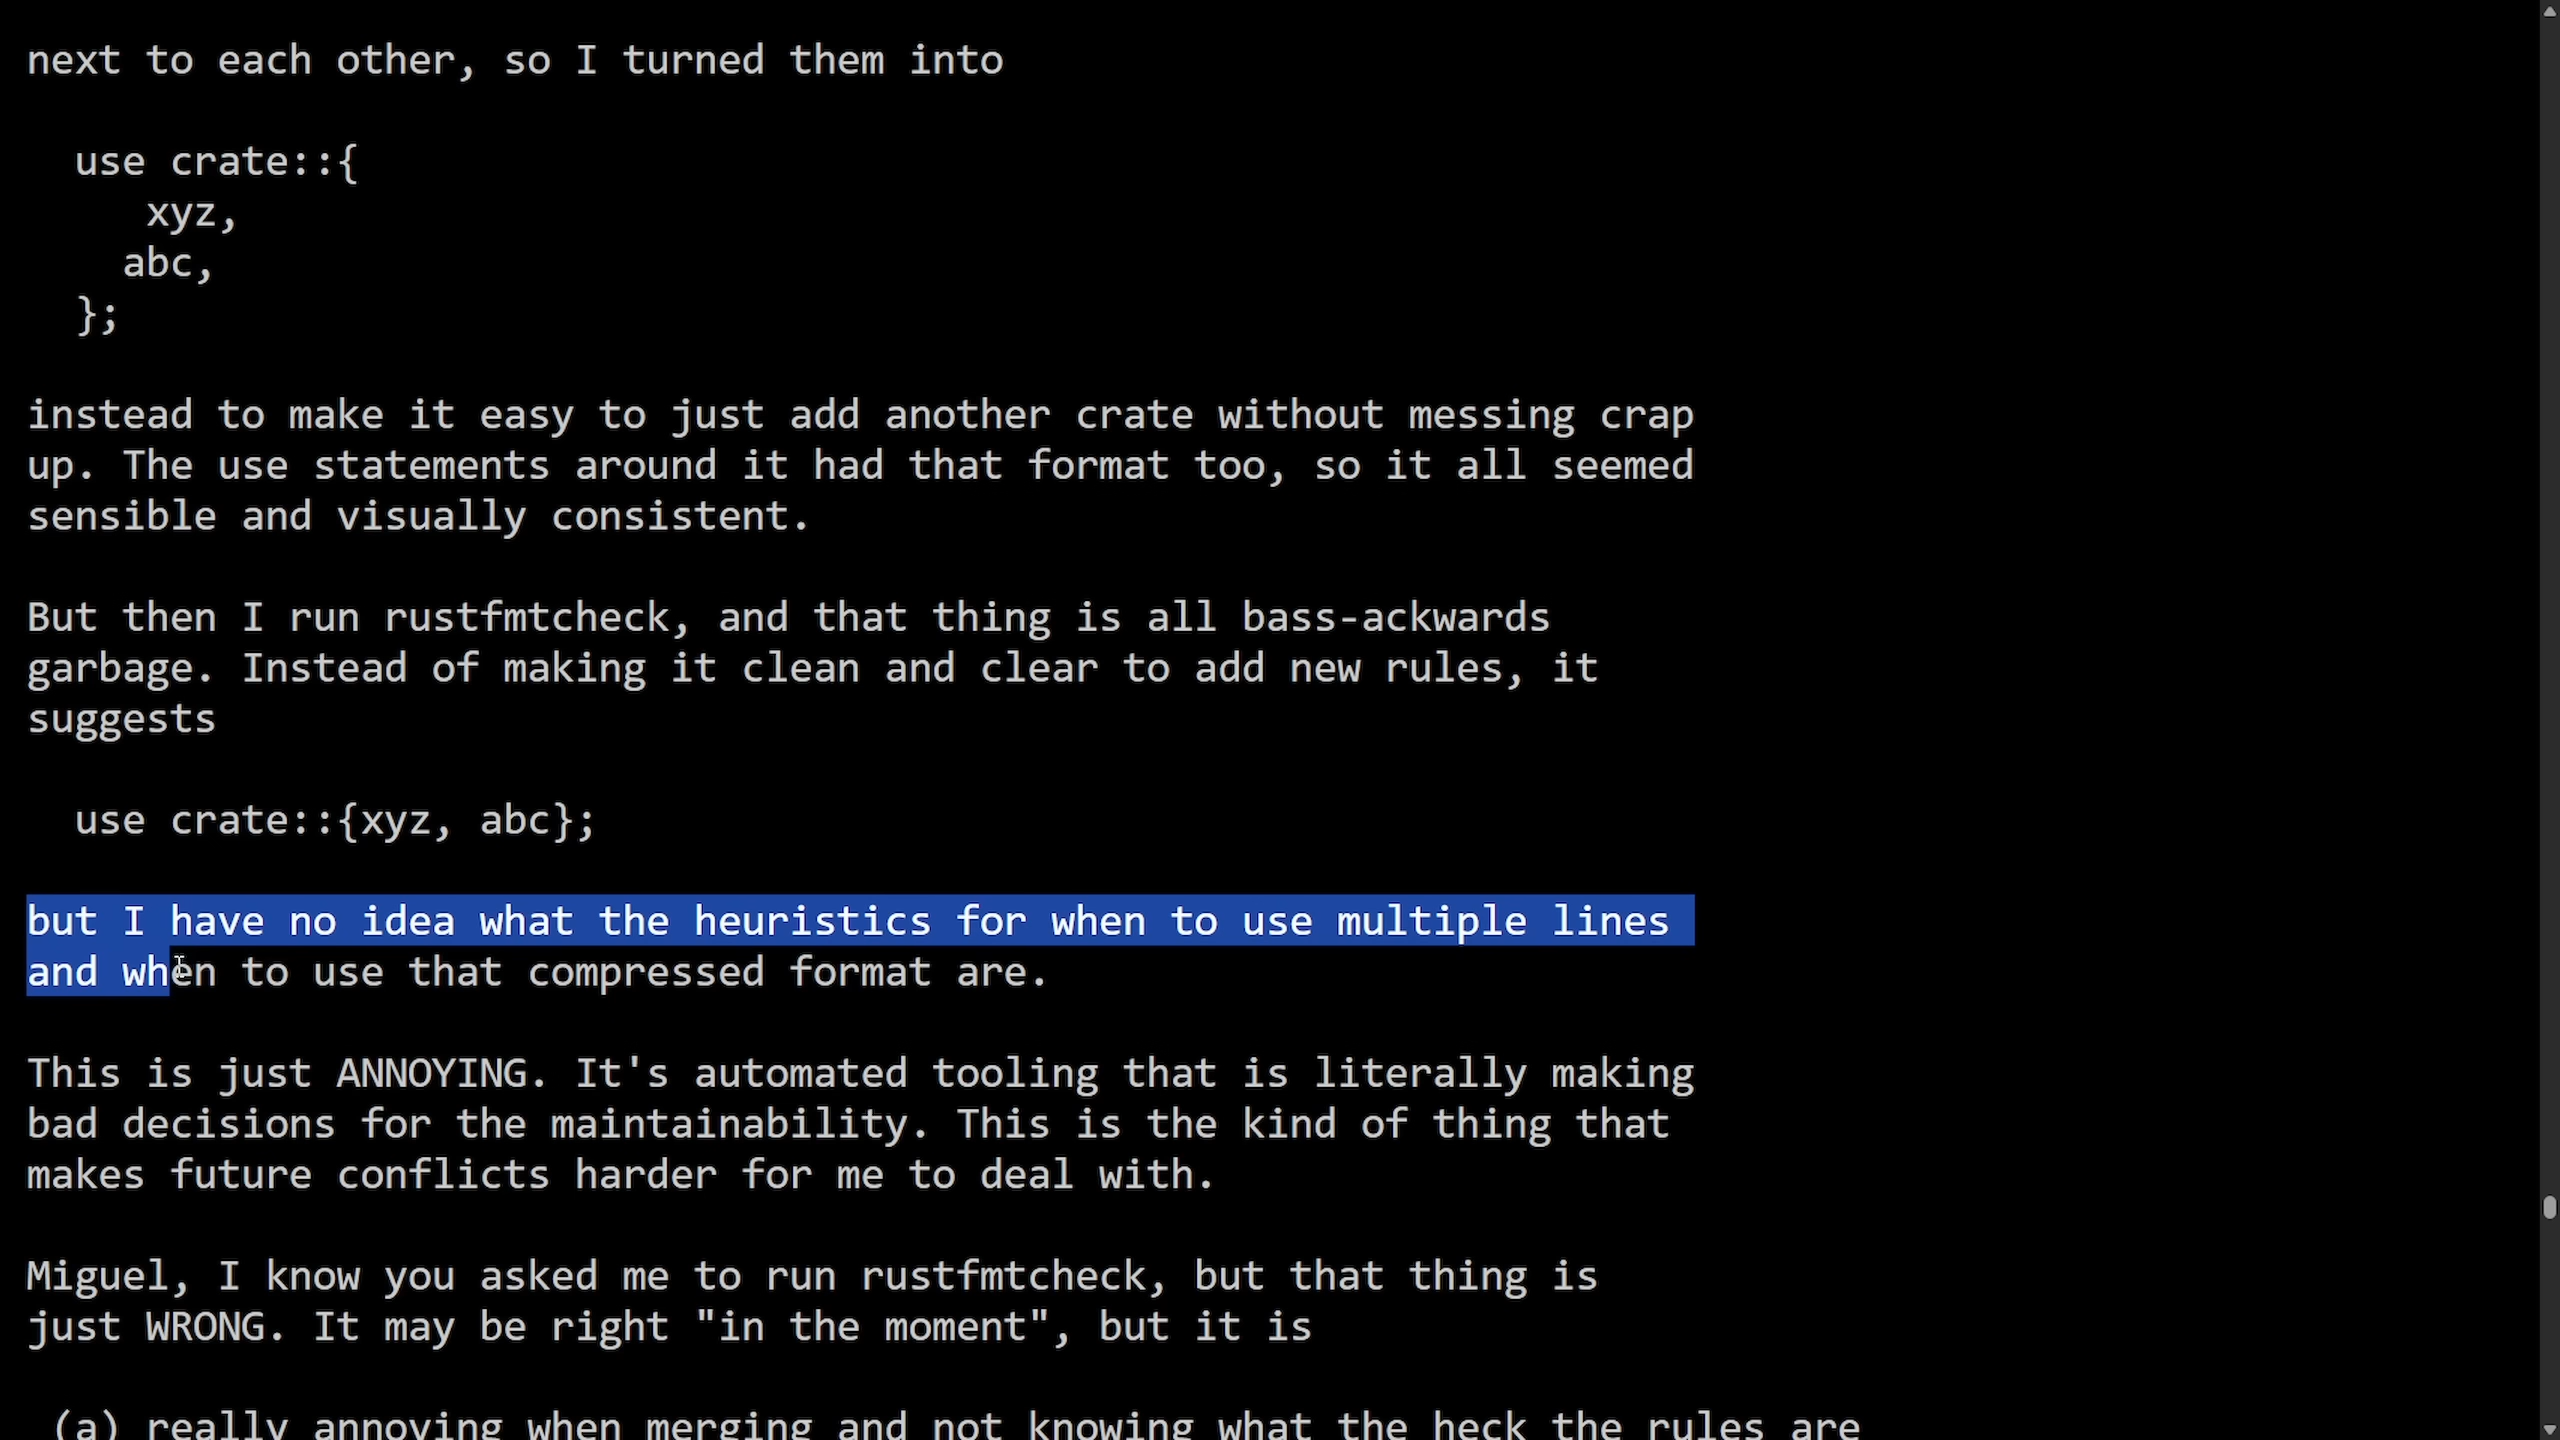 next to each other, so I turned them into
use crate::{
xyz,
abc,
};
instead to make it easy to just add another crate without messing crap
up. The use statements around it had that format too, so it all seemed
sensible and visually consistent.
But then I run rustfmtcheck, and that thing is all bass-ackwards
garbage. Instead of making it clean and clear to add new rules, it
suggests
use crate::{xyz, abc};
but I have no idea what the heuristics for when to use multiple lines
and when to use that compressed format are.
This is just ANNOYING. It's automated tooling that is literally making
bad decisions for the maintainability. This is the kind of thing that
makes future conflicts harder for me to deal with.
Miguel, I know you asked me to run rustfmtcheck, but that thing is
just WRONG. It may be right "in the moment", but it is
(a) really annoying when merging and not knowing what the heck the rules are